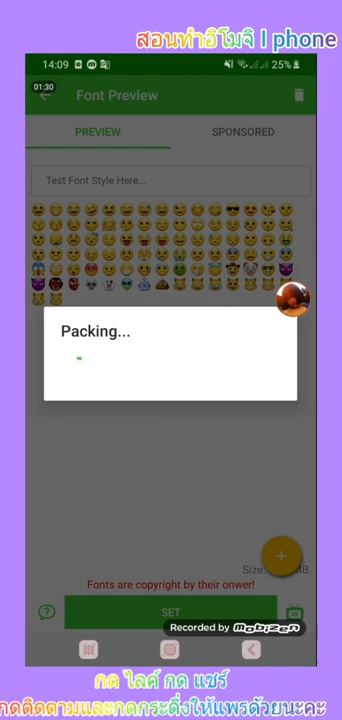 สอนทำอิโมจิ I phone
14:09
25%
01:30
Font Preview
PREVIEW
SPONSORED
Test Font Style Here...
Packing...
Size:
MB
Fonts are copyright by their onwer!
SET
Recorded by mobizen
กด ไลค์ กด แชร์
กดติดตามและกดกระดิ่งให้แพรด้วยนะคะ